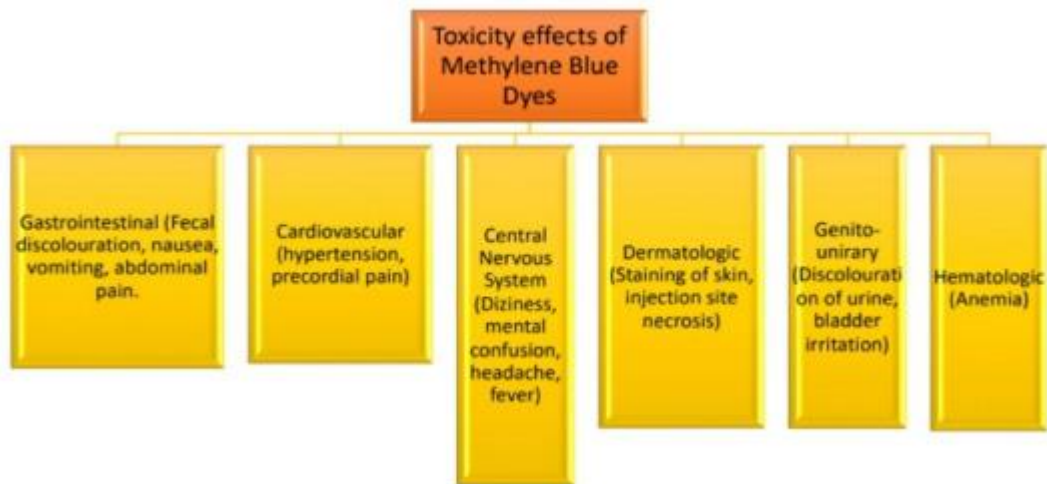 Toxicity effects of
Methylene Blue
Dyes
Gastrointestinal (Fecal
discolouration, nausea,
vomiting, abdominal
pain.
Cardiovascular
(hypertension,
precordial pain)
Central
Nervous
System
(Diziness,
mental
confusion,
headache,
fever)
Dermatologic
(Staining of skin,
injection site
necrosis)
Genito-
unirary
(Discolourati
on of urine,
bladder
irritation)
Hematologic
(Anemia)